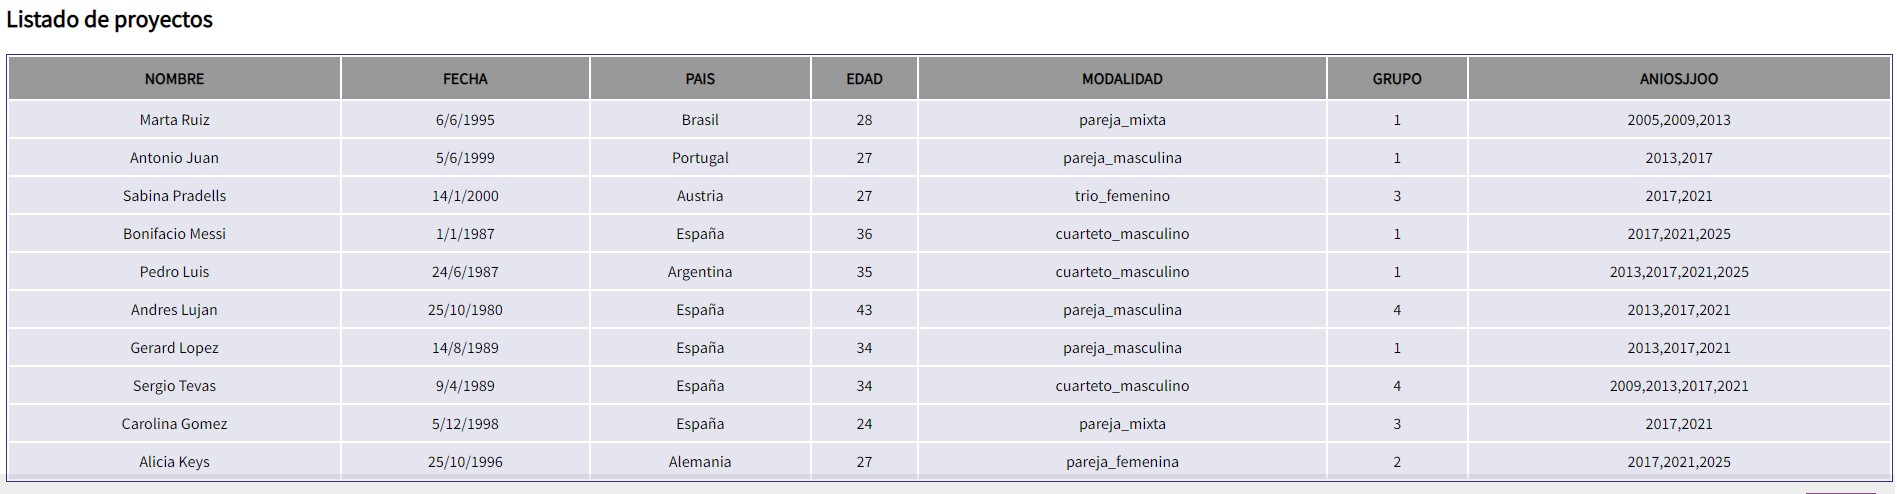 Listado de proyectos
NOMBRE FECHA PAIS EDAD MODALIDAD GRUPO ANIOSJJOO
Marta Ruiz 6/6/1995 Brasil 28 pareja_mixta 1 2005,2009,2013
Antonio Juan 5/6/1999 Portugal 27 pareja_masculina 1 2013,2017
Sabina Pradells 14/1/2000 Austria 27 trio_femenino 3 2017,2021
Bonifacio Messi 1/1/1987 España 36 cuarteto_masculino 1 2017,2021,2025
Pedro Luis 24/6/1987 Argentina 35 cuarteto_masculino 1 2013,2017,2021,2025
Andres Lujan 25/10/1980 España 43 pareja_masculina 4 2013,2017,2021
Gerard Lopez 14/8/1989 España 34 pareja_masculina 1 2013,2017,2021
Sergio Tevas 9/4/1989 España 34 cuarteto_masculino 4 2009,2013,2017,2021
Carolina Gomez 5/12/1998 España 24 pareja_mixta 3 2017,2021
Alicia Keys 25/10/1996 Alemania 27 pareja_femenina 2 2017,2021,2025